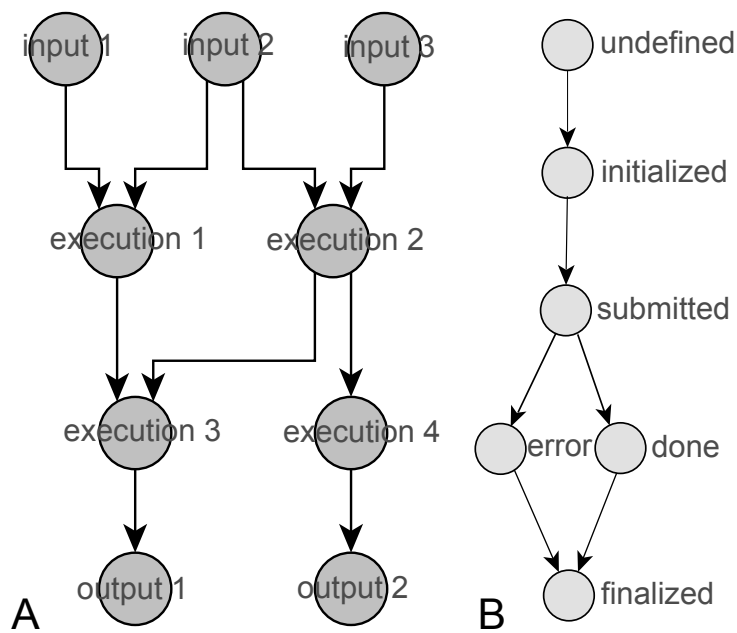 input 1
input 2
input 3
execution 1
execution 2
execution 3
execution 4
output 1
output 2
A
undefined
initialized
submitted
error
done
finalized
B